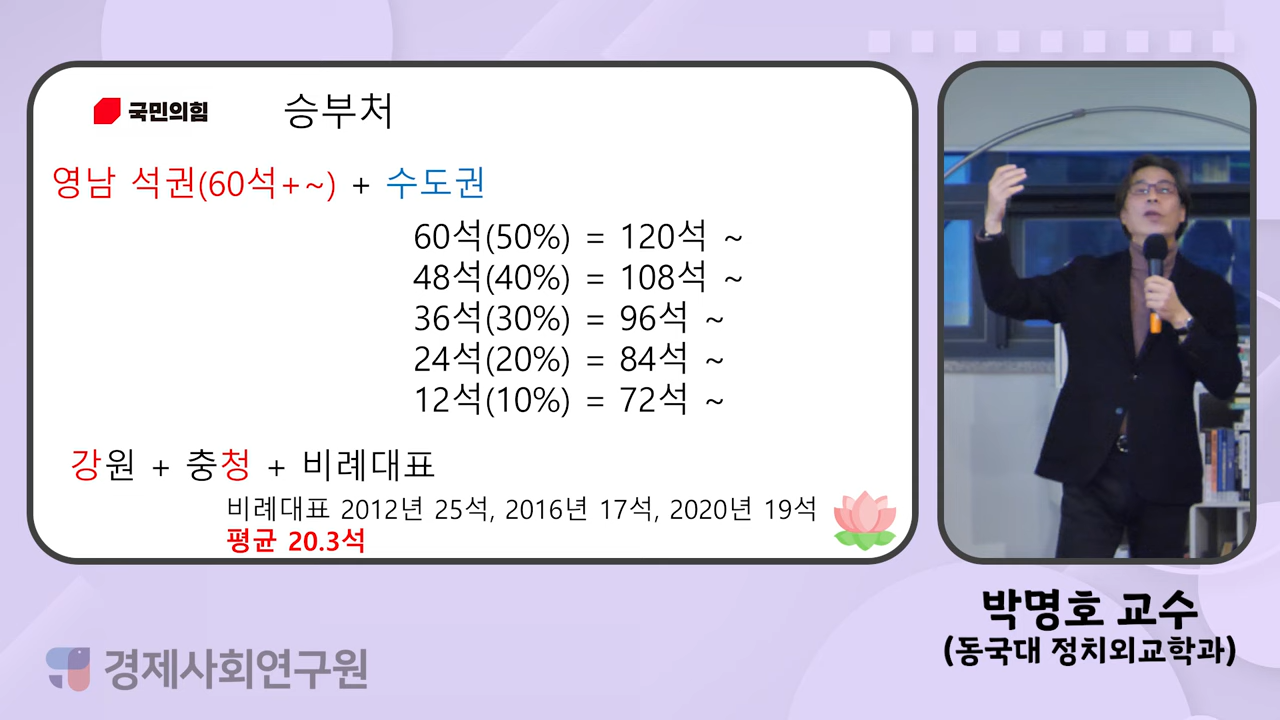 국민의힘 승부처
영남 석권(60석+~) + 수도권
60석(50%) = 120석 ~
48석(40%) = 108석 ~
36석(30%) = 96석 ~
24석(20%) = 84석 ~
12석(10%) = 72석 ~
강원 + 충청 + 비례대표
비례대표 2012년 25석, 2016년 17석, 2020년 19석
평균 20.3석
박명호 교수
(동국대 정치외교학과)
경제사회연구원